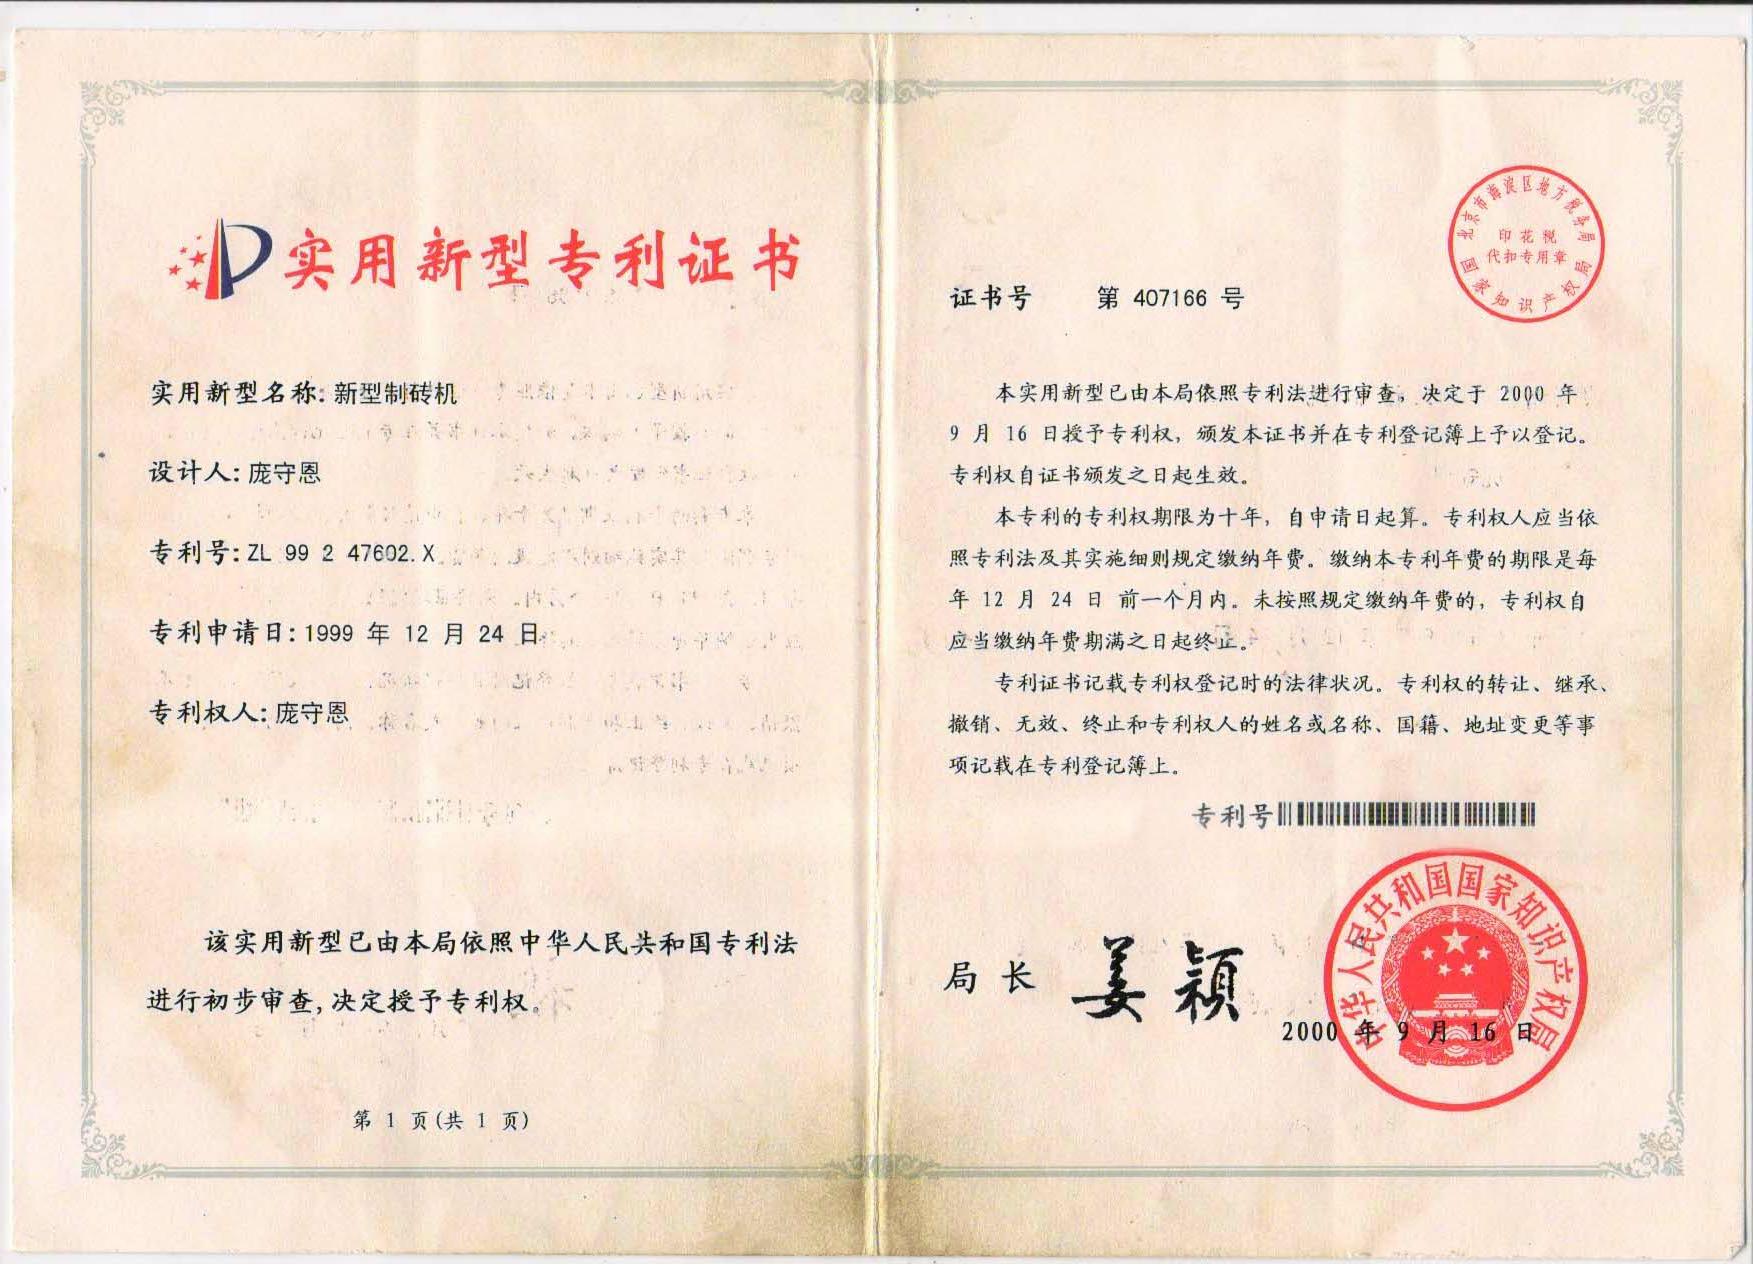 实用新型专利证书
实用新型名称:新型制砖机
设计人:庞守恩
专利号:ZL 99 2 47602.X
专利申请日:1999 年 12 月 24 日
专利权人:庞守恩
该实用新型已由本局依照中华人民共和国专利法
进行初步审查,决定授予专利权。
第 1 页(共 1 页)
北京市海淀区地方税务局
印花税
代扣专用章
国家知识产权局
证书号 第 407166 号
本实用新型已由本局依照专利法进行审查,决定于 2000 年
9 月 16 日授予专利权,颁发本证书并在专利登记簿上予以登记。
专利权自证书颁发之日起生效。
本专利的专利权期限为十年,自申请日起算。专利权人应当依
照专利法及其实施细则规定缴纳年费。缴纳本专利年费的期限是每
年 12 月 24 日 前一个月内。未按照规定缴纳年费的,专利权自
应当缴纳年费期满之日起终止。
专利证书记载专利权登记时的法律状况。专利权的转让、继承、
撤销、无效、终止和专利权人的姓名或名称、国籍、地址变更等事
项记载在专利登记簿上。
专利号
中华人民共和国国家知识产权局
局长 姜颖
2000 年 9 月 16 日